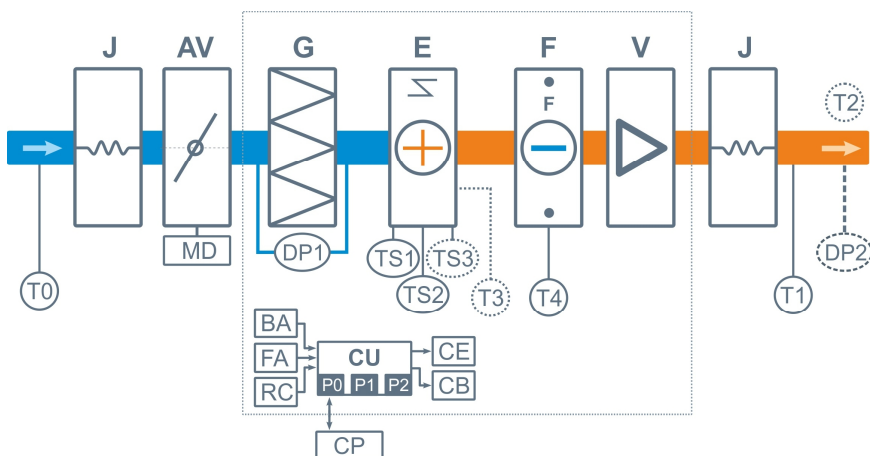 J AV G E F V J
T2
F
MD
DP1
TS1
TS3
DP2
T0
TS2
T3
T4
T1
BA
CU
CE
FA
P0 P1 P2
RC
CB
CP